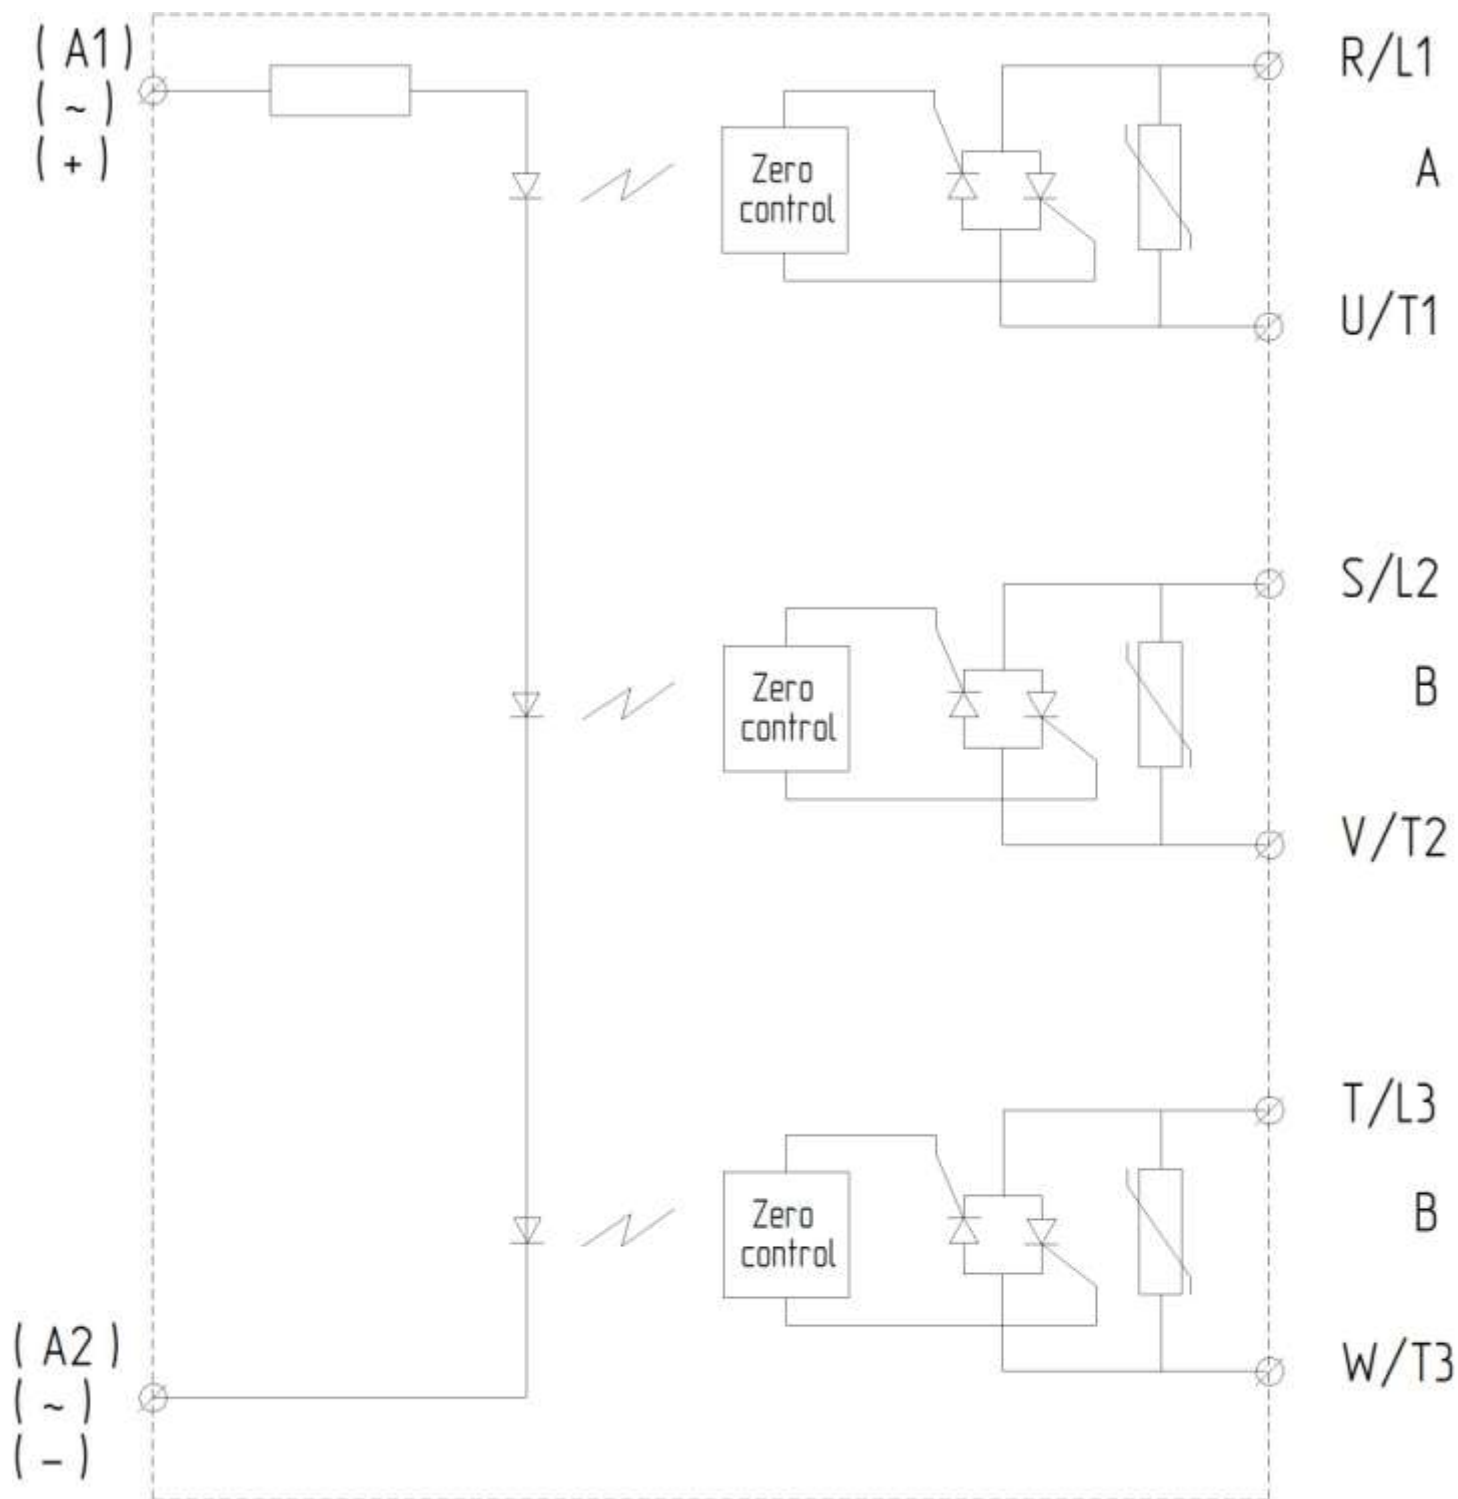 ( A1 )
( ~ )
( + )
R/L1
Zero
control
A
U/T1
S/L2
Zero
control
B
V/T2
T/L3
Zero
control
B
( A2 )
( ~ )
( - )
W/T3